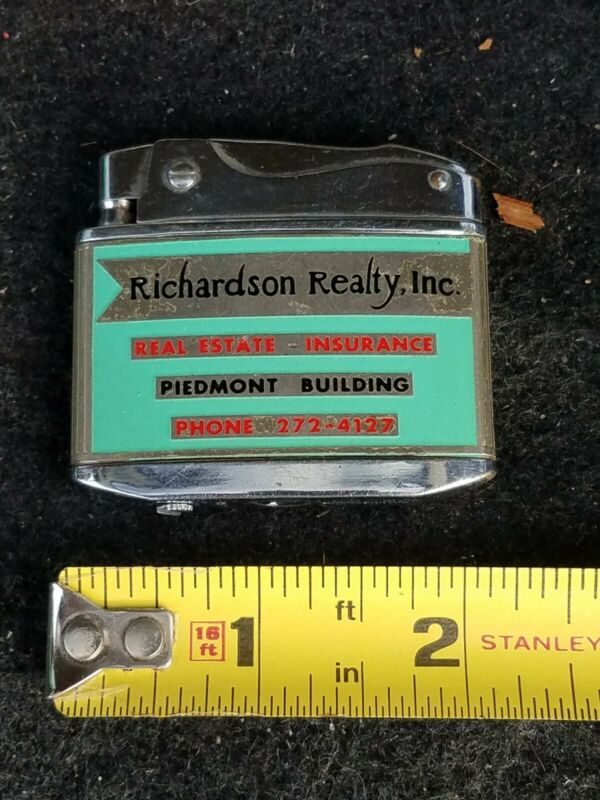 Richardson Realty, Inc.
REAL ESTATE - INSURANCE
PIEDMONT BUILDING
PHONE 272-4127
16 ft 1 ft 2 STANLEY
in